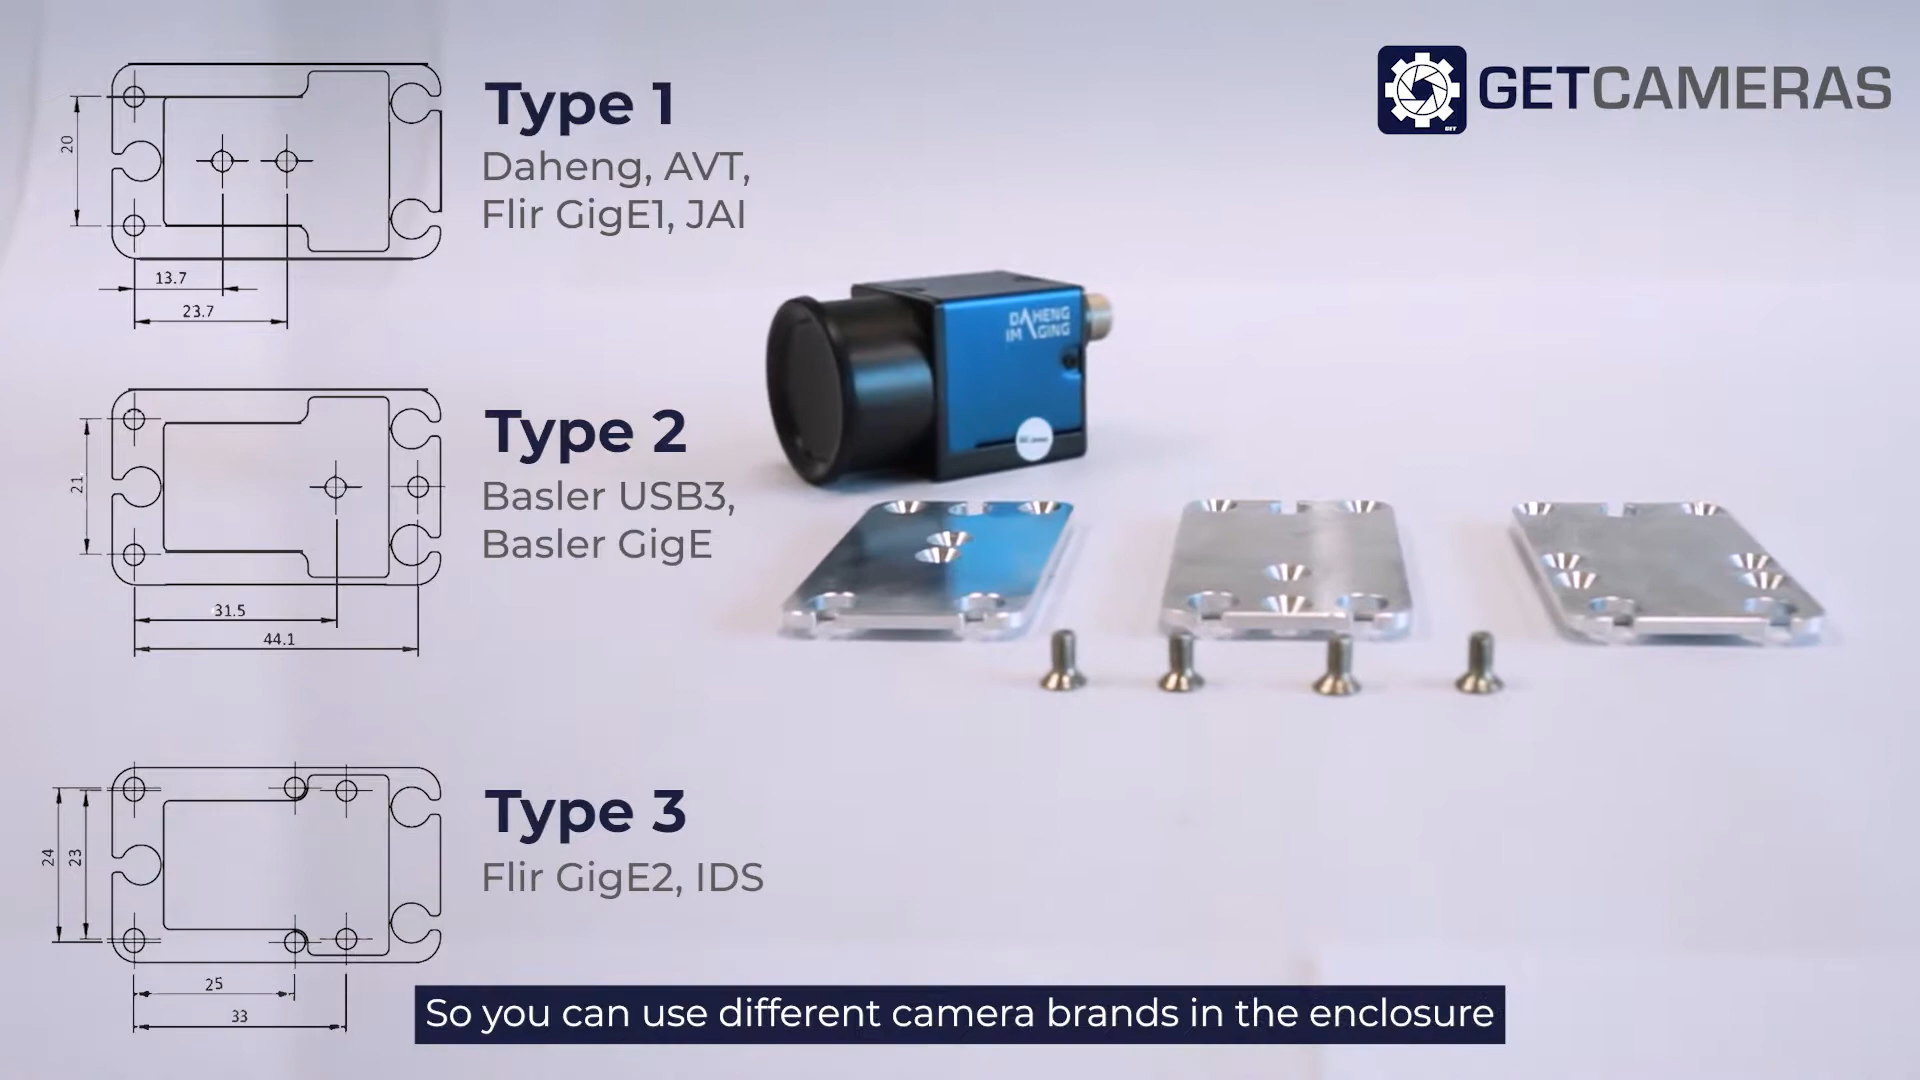 GETCAMERAS
GET
Type 1
Daheng, AVT,
Flir GigE1, JAI
20
13.7
23.7
DAHENG
IMAGING
Type 2
Basler USB3,
Basler GigE
21
31.5
44.1
Type 3
Flir GigE2, IDS
24
23
25
33
So you can use different camera brands in the enclosure